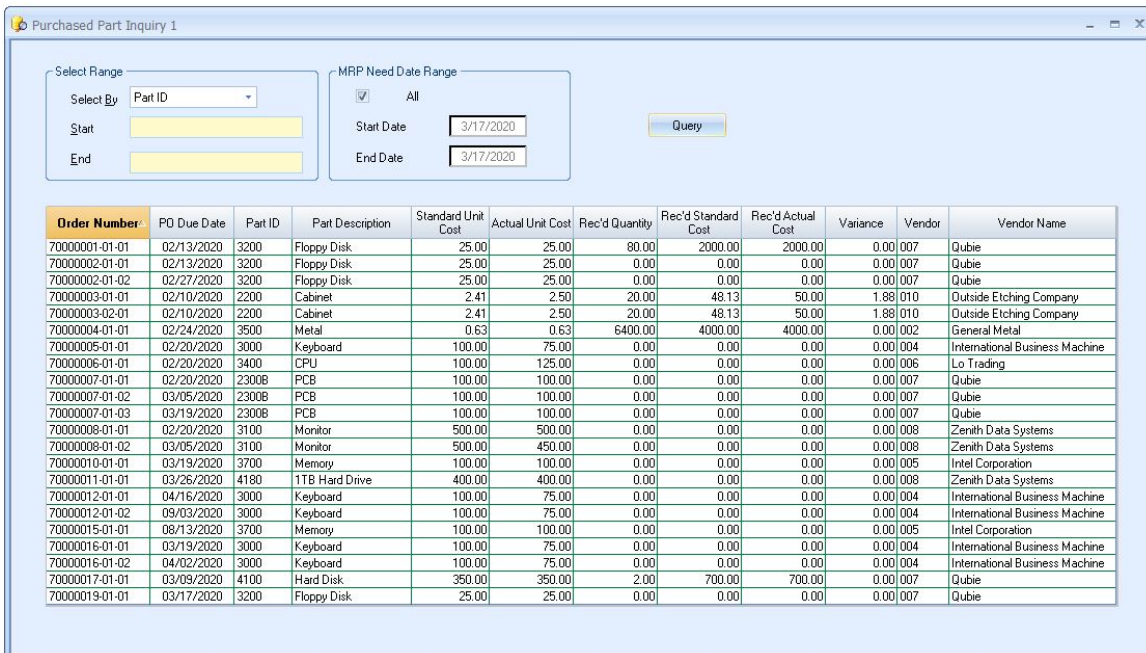 Purchased Part Inquiry 1
Select Range
Select By Part ID
Start
End
MRP Need Date Range
All
Start Date 3/17/2020
End Date 3/17/2020
Query
Order Number PO Due Date Part ID Part Description Standard Unit Cost Actual Unit Cost Rec'd Quantity Rec'd Standard Cost Rec'd Actual Cost Variance Vendor Vendor Name
70000001-01-01 02/13/2020 3200 Floppy Disk 25.00 25.00 80.00 2000.00 2000.00 0.00 007 Qubie
70000002-01-01 02/13/2020 3200 Floppy Disk 25.00 25.00 0.00 0.00 0.00 0.00 007 Qubie
70000002-01-02 02/27/2020 3200 Floppy Disk 25.00 25.00 0.00 0.00 0.00 0.00 007 Qubie
70000003-01-01 02/10/2020 2200 Cabinet 2.41 2.50 20.00 48.13 50.00 1.88 010 Outside Etching Company
70000003-02-01 02/10/2020 2200 Cabinet 2.41 2.50 20.00 48.13 50.00 1.88 010 Outside Etching Company
70000004-01-01 02/24/2020 3500 Metal 0.63 0.63 6400.00 4000.00 4000.00 0.00 002 General Metal
70000005-01-01 02/20/2020 3000 Keyboard 100.00 75.00 0.00 0.00 0.00 0.00 004 International Business Machine
70000006-01-01 02/20/2020 3400 CPU 100.00 125.00 0.00 0.00 0.00 0.00 006 Lo Trading
70000007-01-01 02/20/2020 2300B PCB 100.00 100.00 0.00 0.00 0.00 0.00 007 Qubie
70000007-01-02 03/05/2020 2300B PCB 100.00 100.00 0.00 0.00 0.00 0.00 007 Qubie
70000007-01-03 03/19/2020 2300B PCB 100.00 100.00 0.00 0.00 0.00 0.00 007 Qubie
70000008-01-01 02/20/2020 3100 Monitor 500.00 500.00 0.00 0.00 0.00 0.00 008 Zenith Data Systems
70000008-01-02 03/05/2020 3100 Monitor 500.00 450.00 0.00 0.00 0.00 0.00 008 Zenith Data Systems
70000010-01-01 03/19/2020 3700 Memory 100.00 100.00 0.00 0.00 0.00 0.00 005 Intel Corporation
70000011-01-01 03/26/2020 4180 1TB Hard Drive 400.00 400.00 0.00 0.00 0.00 0.00 008 Zenith Data Systems
70000012-01-01 04/16/2020 3000 Keyboard 100.00 75.00 0.00 0.00 0.00 0.00 004 International Business Machine
70000012-01-02 09/03/2020 3000 Keyboard 100.00 75.00 0.00 0.00 0.00 0.00 004 International Business Machine
70000015-01-01 08/13/2020 3700 Memory 100.00 100.00 0.00 0.00 0.00 0.00 005 Intel Corporation
70000016-01-01 03/19/2020 3000 Keyboard 100.00 75.00 0.00 0.00 0.00 0.00 004 International Business Machine
70000016-01-02 04/02/2020 3000 Keyboard 100.00 75.00 0.00 0.00 0.00 0.00 004 International Business Machine
70000017-01-01 03/09/2020 4100 Hard Disk 350.00 350.00 2.00 700.00 700.00 0.00 007 Qubie
70000019-01-01 03/17/2020 3200 Floppy Disk 25.00 25.00 0.00 0.00 0.00 0.00 007 Qubie